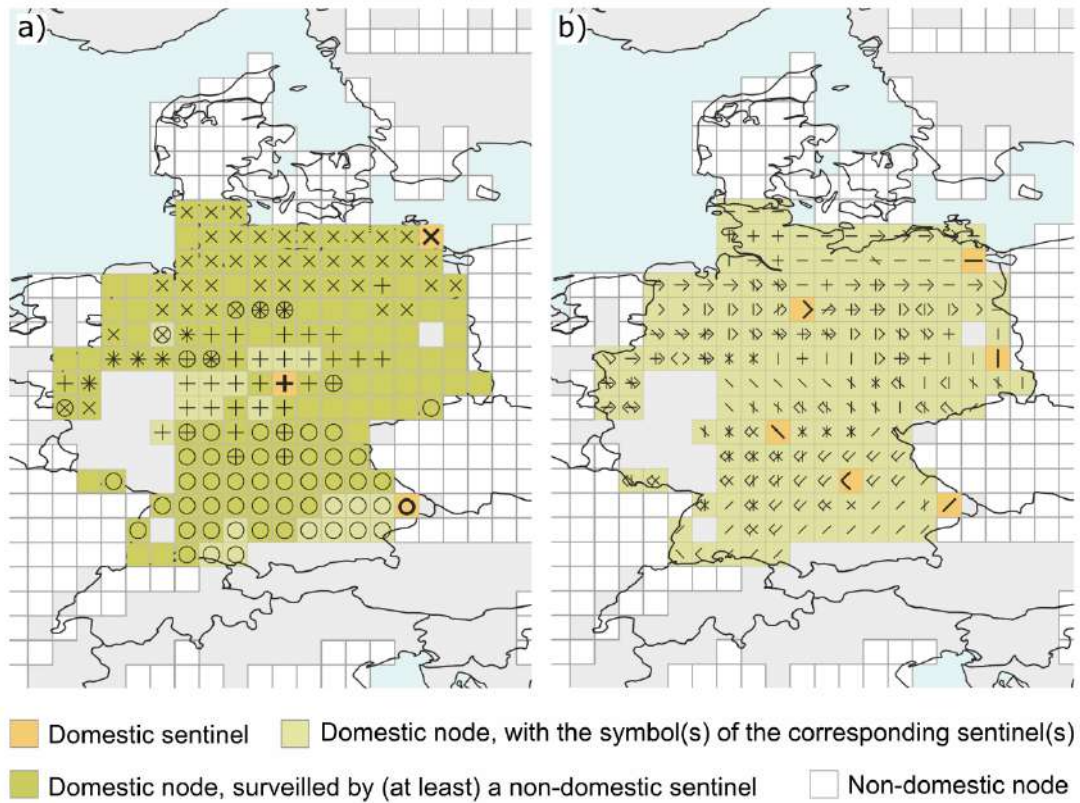 a)
b)
Domestic sentinel
Domestic node, with the symbol(s) of the corresponding sentinel(s)
Domestic node, surveilled by (at least) a non-domestic sentinel
Non-domestic node